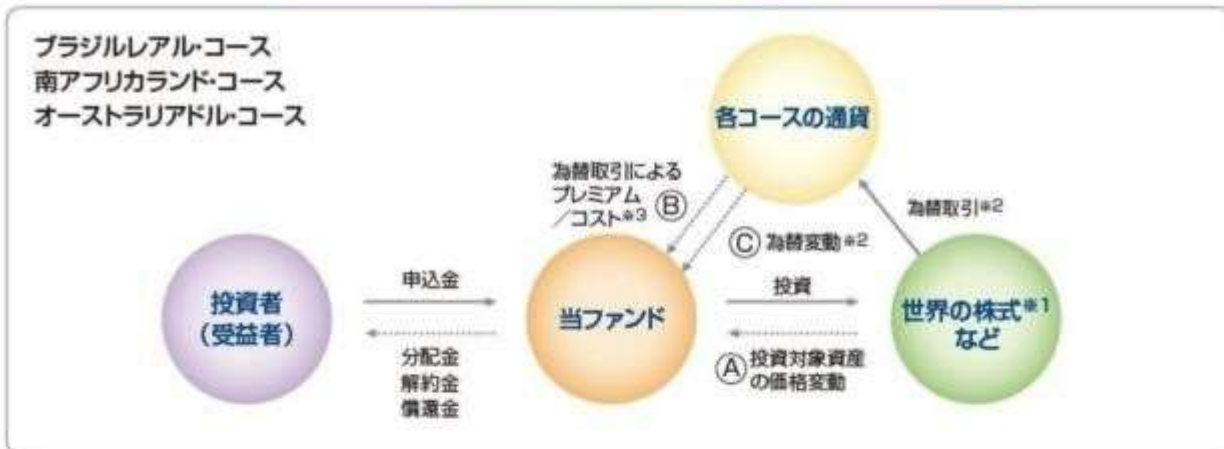 ブラジルレアル・コース
南アフリカランド・コース
オーストラリアドル・コース
各コースの通貨
為替取引による
プレミアム
／コスト※3 Ⓑ
為替取引※2
Ⓒ 為替変動※2
投資者
（受益者）
申込金
分配金
解約金
償還金
当ファンド
投資
Ⓐ 投資対象資産
の価格変動
世界の株式※1
など